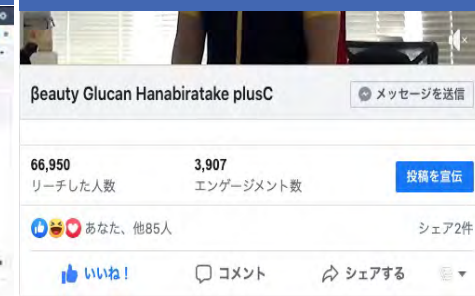 βeauty Glucan Hanabiratake plusC
メッセージを送信
66,950
3,907
リーチした人数
エンゲージメント数
投稿を宣伝
あなた、他85人
シェア2件
いいね！
コメント
シェアする